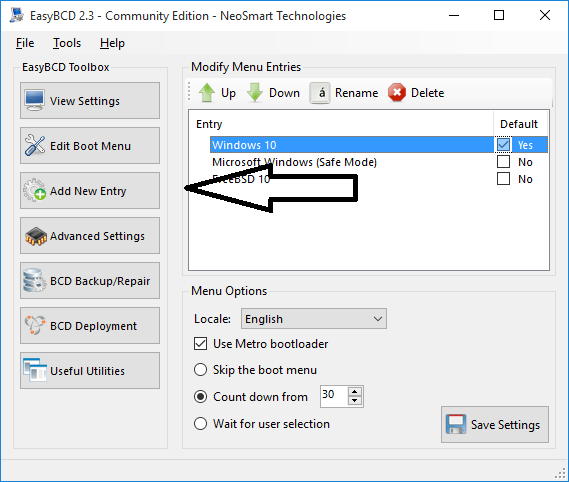 EasyBCD 2.3 - Community Edition - NeoSmart Technologies
File Tools Help
EasyBCD Toolbox
View Settings
Edit Boot Menu
Add New Entry
Advanced Settings
BCD Backup/Repair
BCD Deployment
Useful Utilities
Modify Menu Entries
Up Down á Rename Delete
Entry Default
Windows 10 Yes
Microsoft Windows (Safe Mode) No
FreeBSD 10 No
Menu Options
Locale: English
Use Metro bootloader
Skip the boot menu
Count down from 30
Wait for user selection
Save Settings